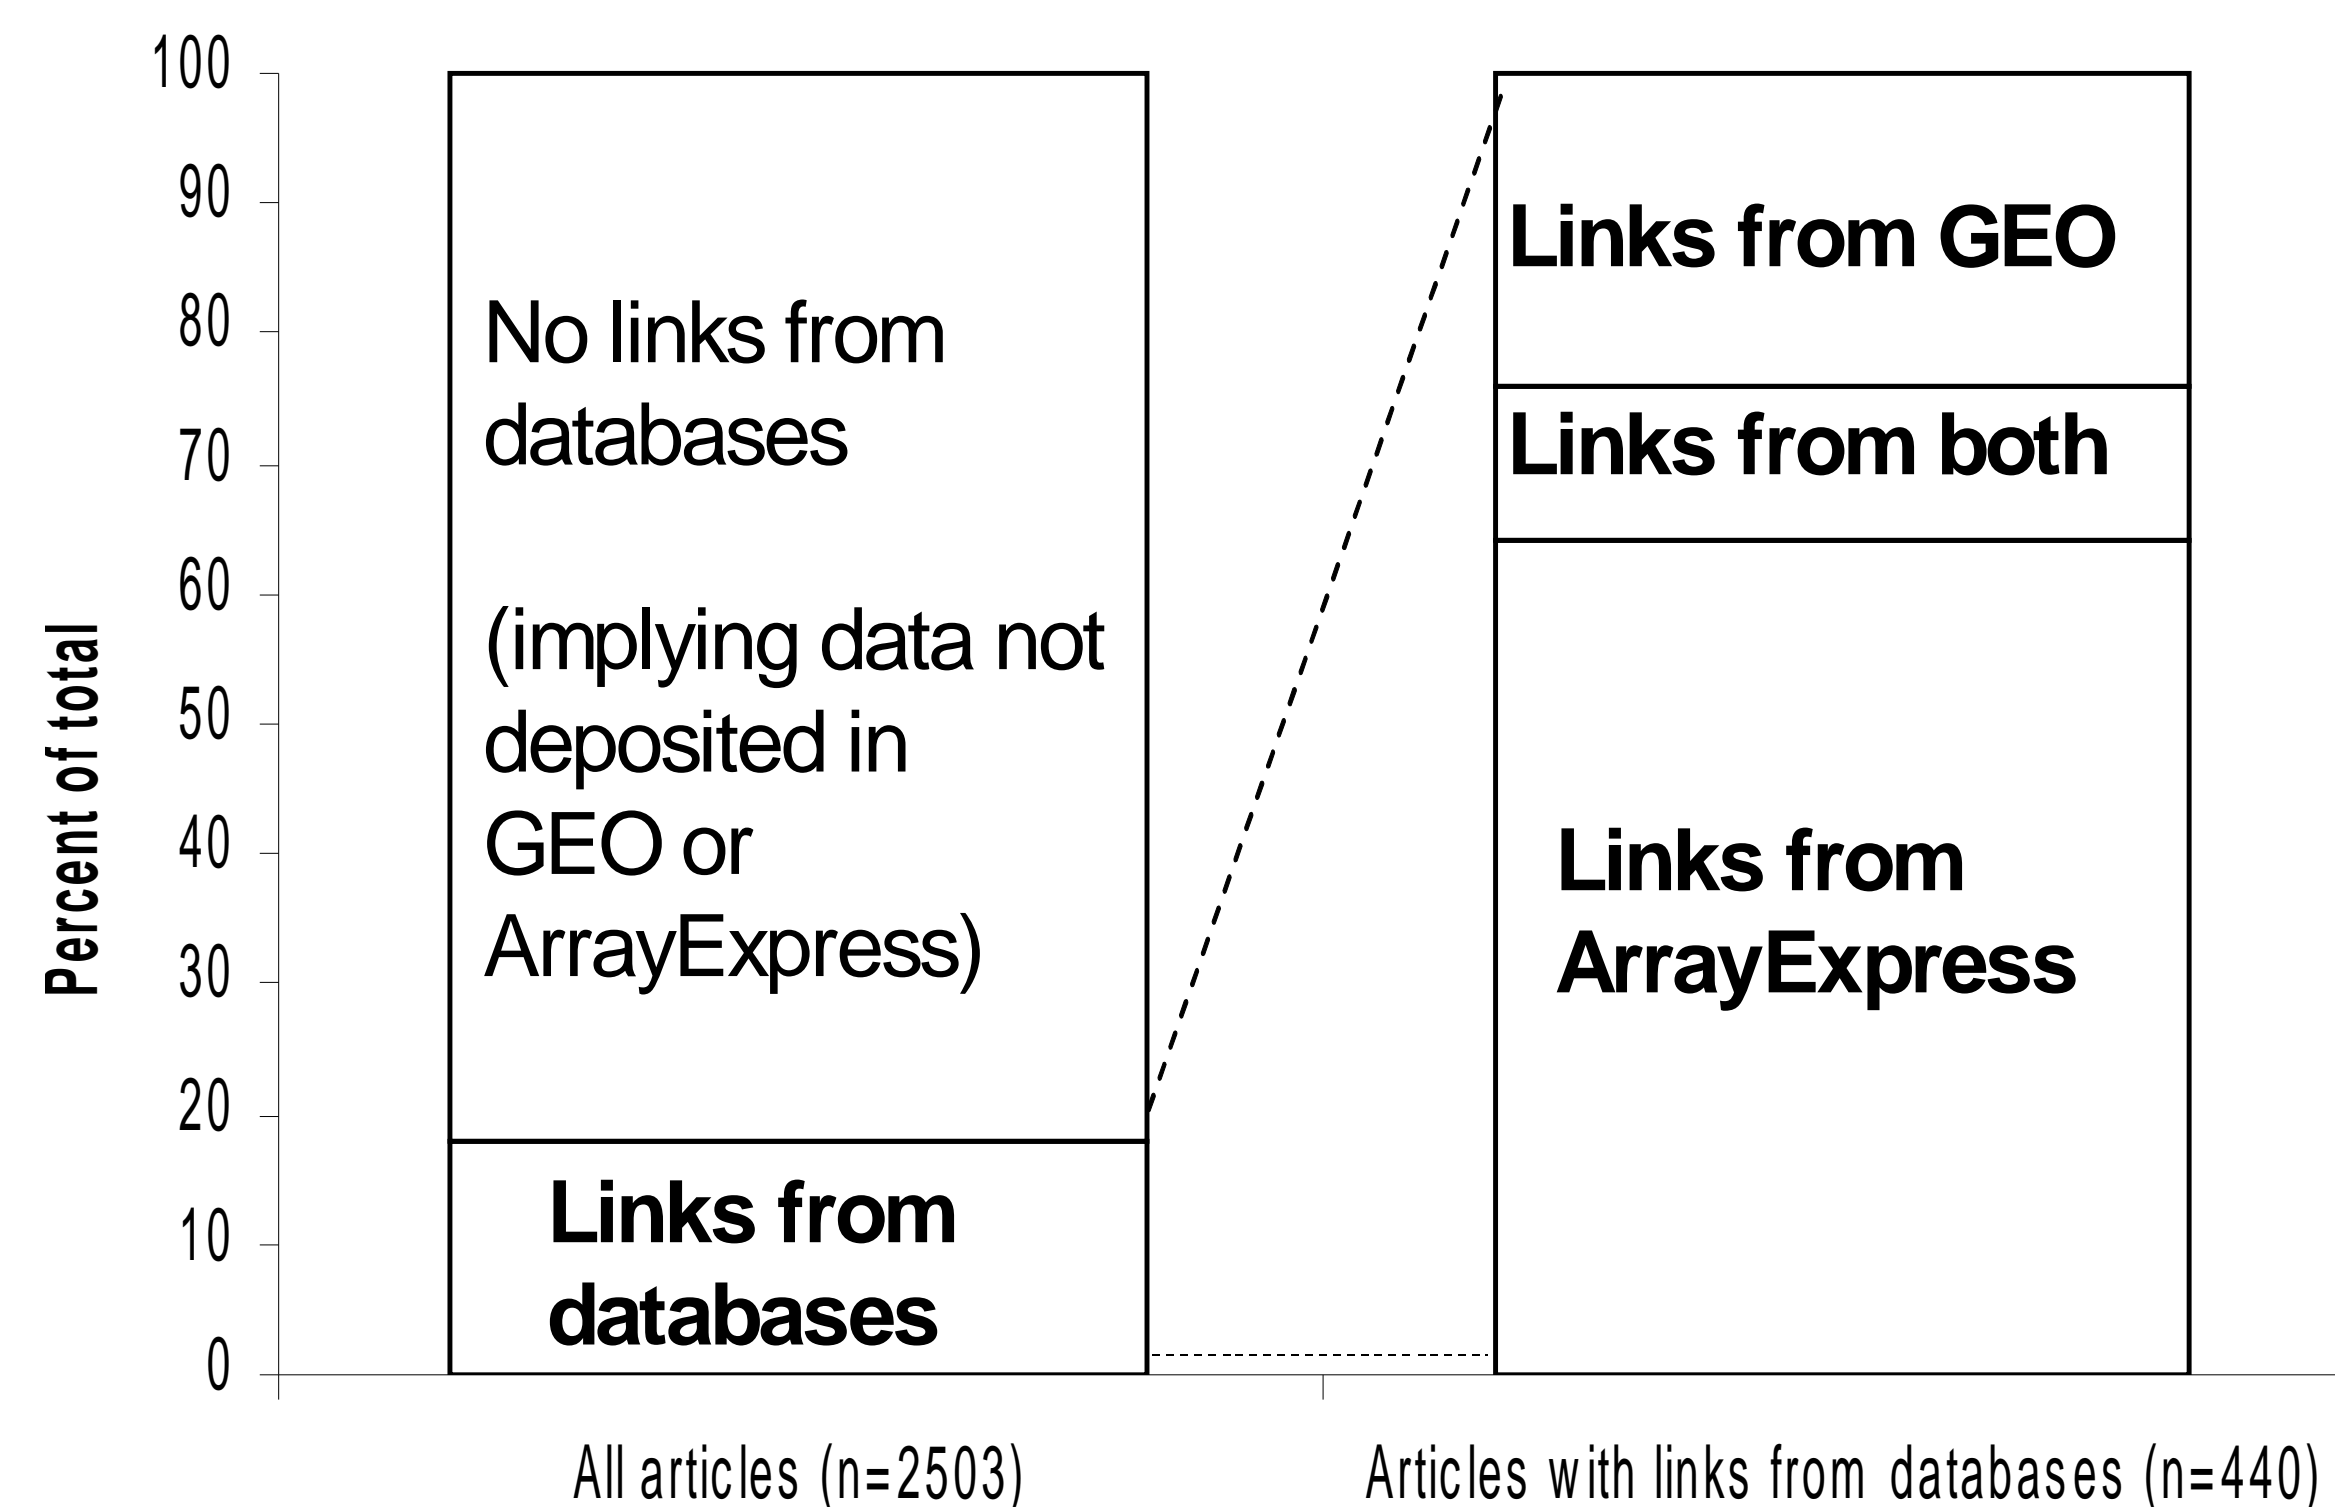 Percent of total
100
90
80
70
60
50
40
30
20
10
0
No links from
databases
(implying data not
deposited in
GEO or
ArrayExpress)
Links from
databases
Links from GEO
Links from both
Links from
ArrayExpress
All articles (n=2503)
Articles with links from databases (n=440)